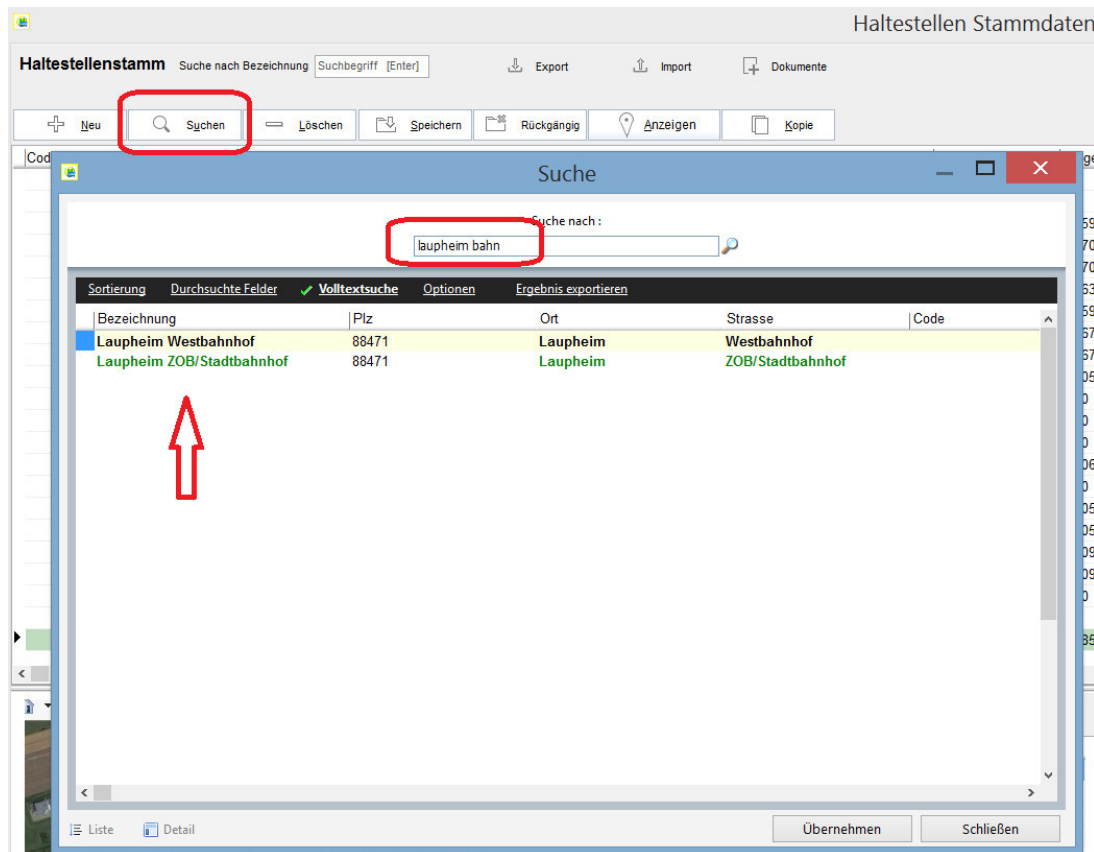 Haltestellen Stammdaten
Haltestellenstamm Suche nach Bezeichnung Suchbegriff [Enter] Export Import Dokumente
Neu Suchen Löschen Speichern Rückgängig Anzeigen Kopie
Cod
Suche
Suche nach :
laupheim bahn
Sortierung Durchsuchte Felder Volltextsuche Optionen Ergebnis exportieren
Bezeichnung Plz Ort Strasse Code
Laupheim Westbahnhof 88471 Laupheim Westbahnhof
Laupheim ZOB/Stadtbahnhof 88471 Laupheim ZOB/Stadtbahnhof
Liste Detail Übernehmen Schließen